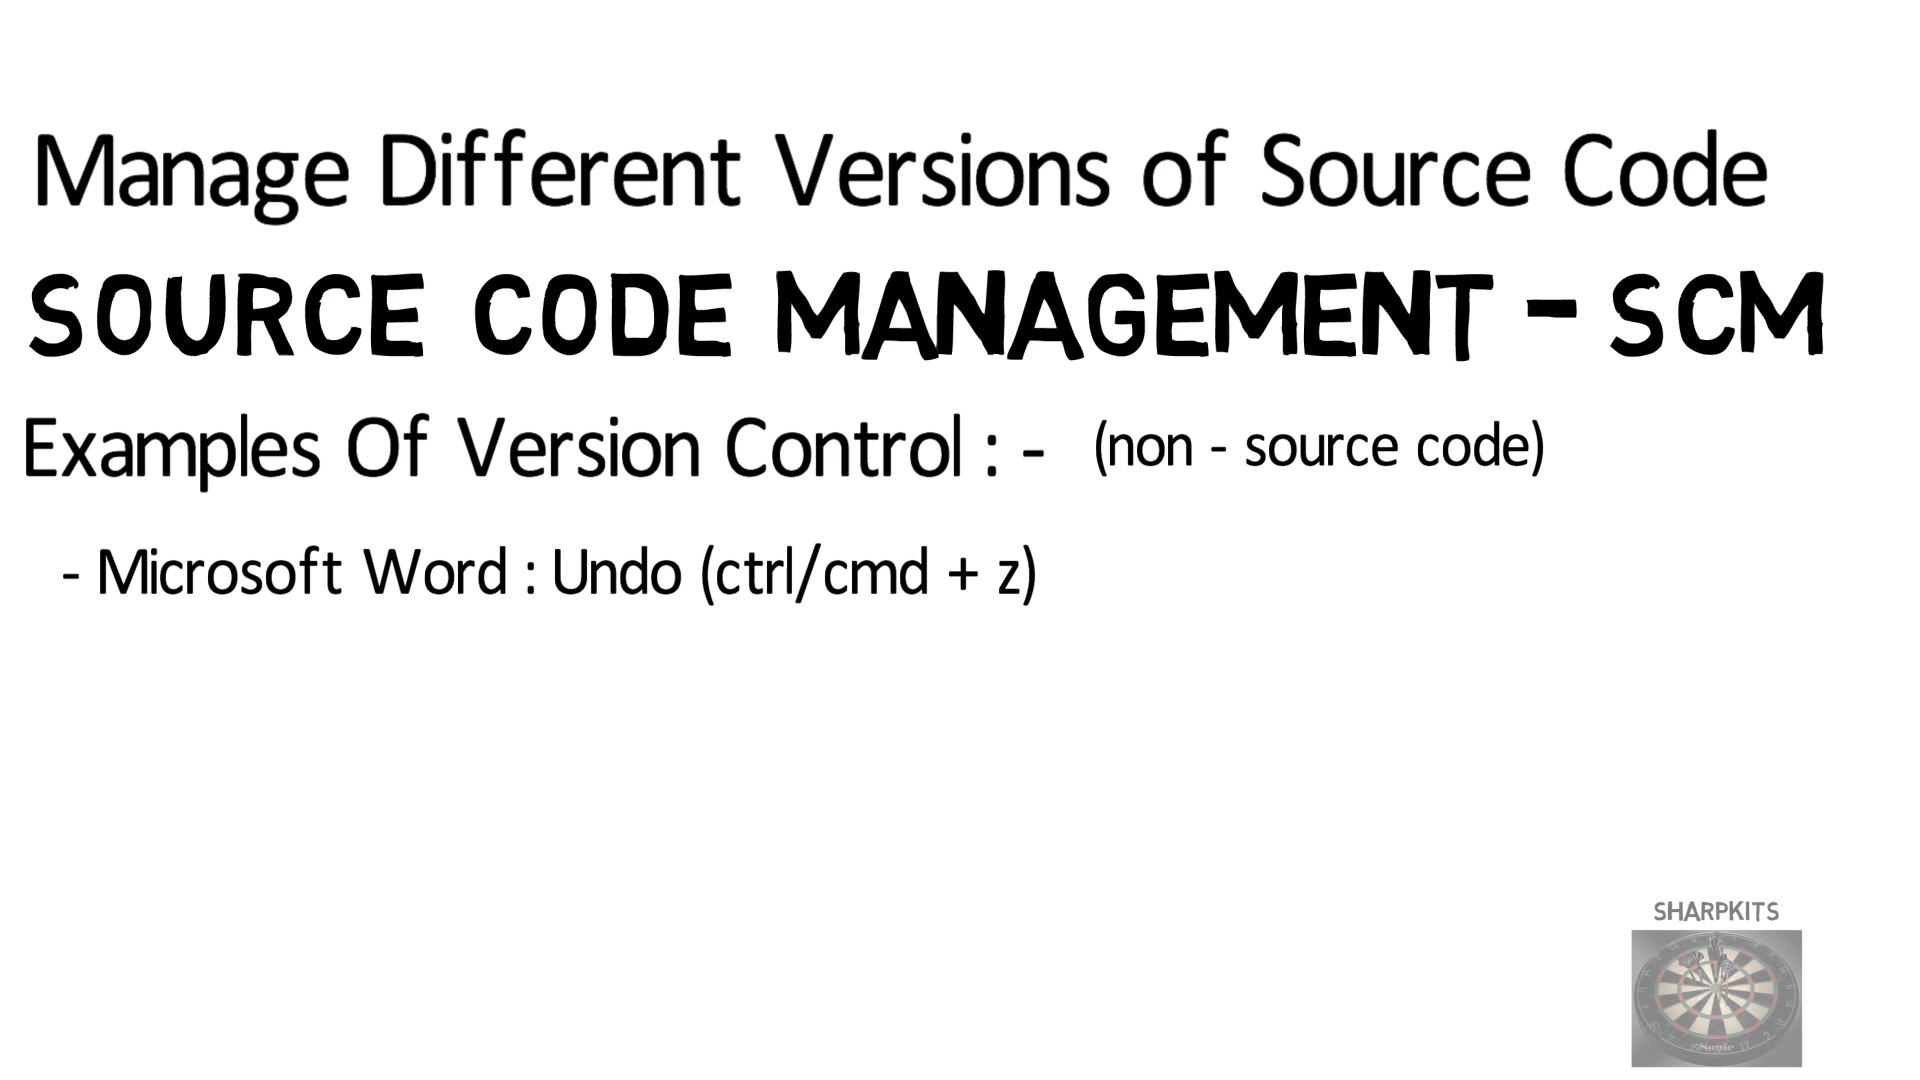 Manage Different Versions of Source Code
SOURCE CODE MANAGEMENT - SCM
Examples Of Version Control : - (non - source code)
- Microsoft Word : Undo (ctrl/cmd + z)
SHARPKITS